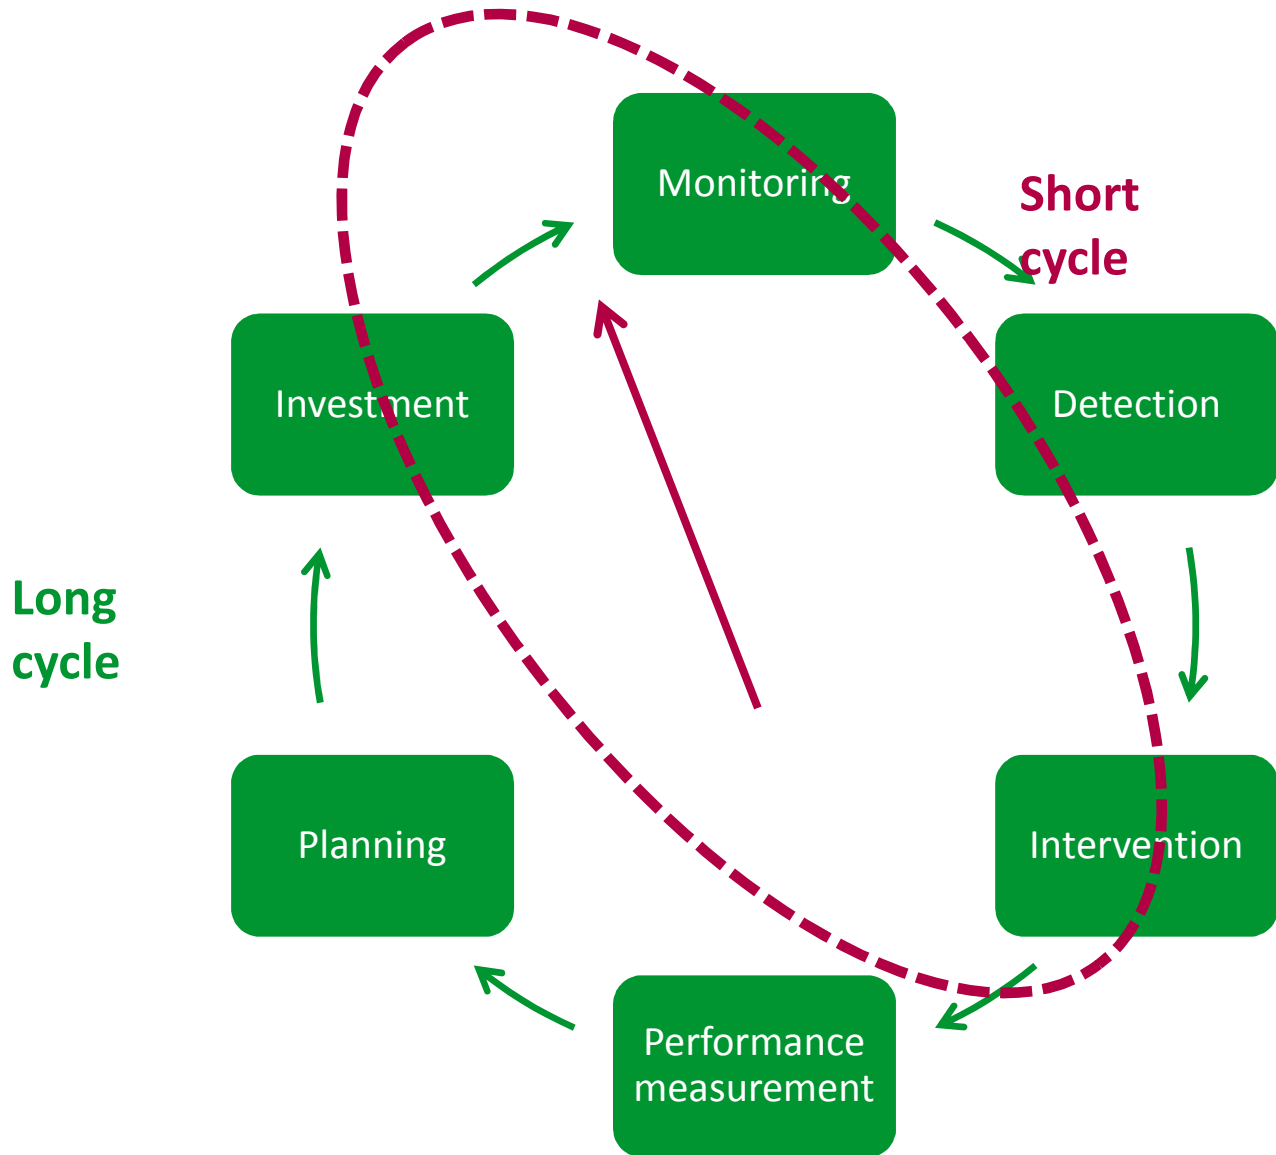 Monitoring
Short
cycle
Investment
Detection
Long
cycle
Planning
Intervention
Performance
measurement